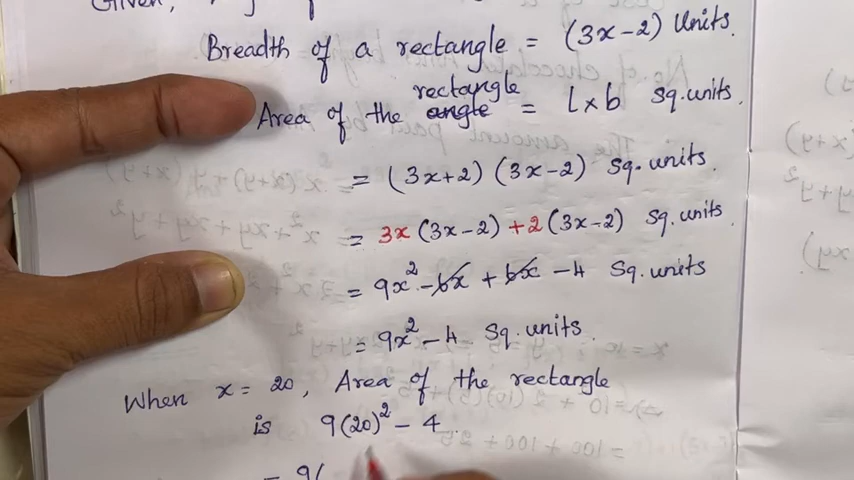 Given,
Breadth of a rectangle = (3x-2) Units.
rectangle
Area of the angle = l×b Sq.units.
= (3x+2) (3x-2) Sq.units.
= 3x(3x-2) +2(3x-2) Sq.units.
= 9x² - 6x + 6x - 4 Sq.units
= 9x² - 4 Sq.units.
When x = 20, Area of the rectangle
is 9(20)² - 4.
= 9(